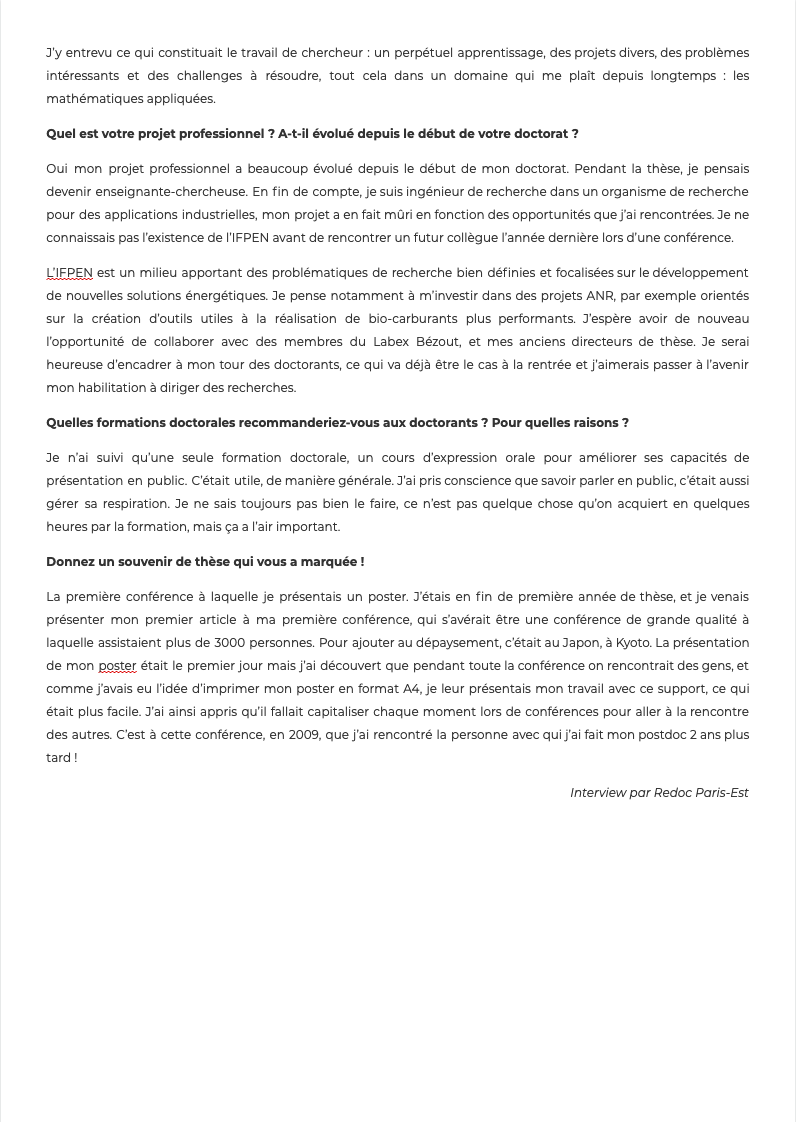 J’y entrevu ce qui constituait le travail de chercheur : un perpétuel apprentissage, des projets divers, des problèmes
intéressants et des challenges à résoudre, tout cela dans un domaine qui me plaît depuis longtemps : les
mathématiques appliquées.
Quel est votre projet professionnel ? A-t-il évolué depuis le début de votre doctorat ?
Oui mon projet professionnel a beaucoup évolué depuis le début de mon doctorat. Pendant la thèse, je pensais
devenir enseignante-chercheuse. En fin de compte, je suis ingénieur de recherche dans un organisme de recherche
pour des applications industrielles, mon projet a en fait mûri en fonction des opportunités que j’ai rencontrées. Je ne
connaissais pas l’existence de l’IFPEN avant de rencontrer un futur collègue l’année dernière lors d’une conférence.
L’IFPEN est un milieu apportant des problématiques de recherche bien définies et focalisées sur le développement
de nouvelles solutions énergétiques. Je pense notamment à m’investir dans des projets ANR, par exemple orientés
sur la création d’outils utiles à la réalisation de bio-carburants plus performants. J’espère avoir de nouveau
l’opportunité de collaborer avec des membres du Labex Bézout, et mes anciens directeurs de thèse. Je serai
heureuse d’encadrer à mon tour des doctorants, ce qui va déjà être le cas à la rentrée et j’aimerais passer à l’avenir
mon habilitation à diriger des recherches.
Quelles formations doctorales recommanderiez-vous aux doctorants ? Pour quelles raisons ?
Je n’ai suivi qu’une seule formation doctorale, un cours d’expression orale pour améliorer ses capacités de
présentation en public. C’était utile, de manière générale. J’ai pris conscience que savoir parler en public, c’était aussi
gérer sa respiration. Je ne sais toujours pas bien le faire, ce n’est pas quelque chose qu’on acquiert en quelques
heures par la formation, mais ça a l’air important.
Donnez un souvenir de thèse qui vous a marquée !
La première conférence à laquelle je présentais un poster. J’étais en fin de première année de thèse, et je venais
présenter mon premier article à ma première conférence, qui s’avérait être une conférence de grande qualité à
laquelle assistaient plus de 3000 personnes. Pour ajouter au dépaysement, c’était au Japon, à Kyoto. La présentation
de mon poster était le premier jour mais j’ai découvert que pendant toute la conférence on rencontrait des gens, et
comme j’avais eu l’idée d’imprimer mon poster en format A4, je leur présentais mon travail avec ce support, ce qui
était plus facile. J’ai ainsi appris qu’il fallait capitaliser chaque moment lors de conférences pour aller à la rencontre
des autres. C’est à cette conférence, en 2009, que j’ai rencontré la personne avec qui j’ai fait mon postdoc 2 ans plus
tard !
Interview par Redoc Paris-Est